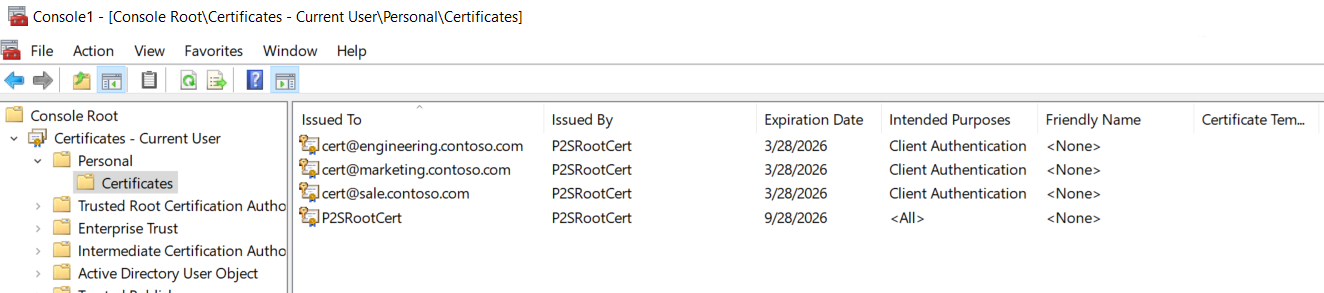 Console1 - [Console Root\Certificates - Current User\Personal\Certificates]
File Action View Favorites Window Help
Console Root
Certificates - Current User
Personal
Certificates
Trusted Root Certification Autho
Enterprise Trust
Intermediate Certification Autho
Active Directory User Object
Issued To Issued By Expiration Date Intended Purposes Friendly Name Certificate Tem...
cert@engineering.contoso.com P2SRootCert 3/28/2026 Client Authentication <None>
cert@marketing.contoso.com P2SRootCert 3/28/2026 Client Authentication <None>
cert@sale.contoso.com P2SRootCert 3/28/2026 Client Authentication <None>
P2SRootCert P2SRootCert 9/28/2026 <All> <None>